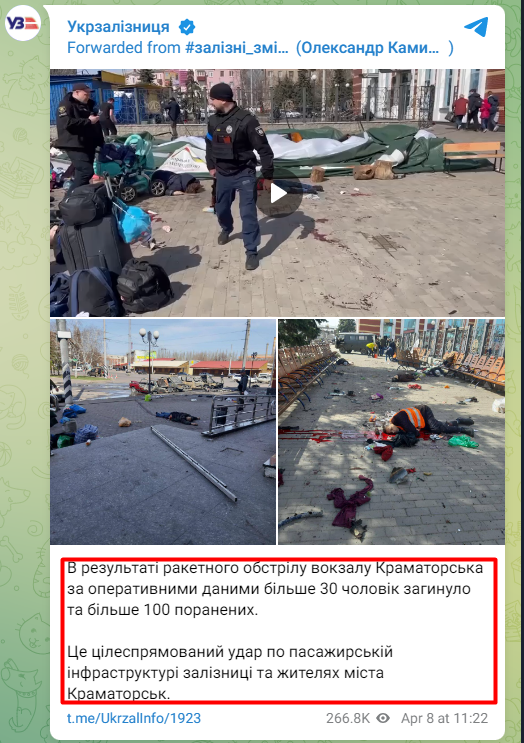 УЗ
Укрзалізниця
Forwarded from #залізні_змі... (Олександр Ками... )
В результаті ракетного обстрілу вокзалу Краматорська
за оперативними даними більше 30 чоловік загинуло
та більше 100 поранених.
Це цілеспрямований удар по пасажирській
інфраструктурі залізниці та жителях міста
Краматорськ.
t.me/UkrzalInfo/1923
266.8K Apr 8 at 11:22